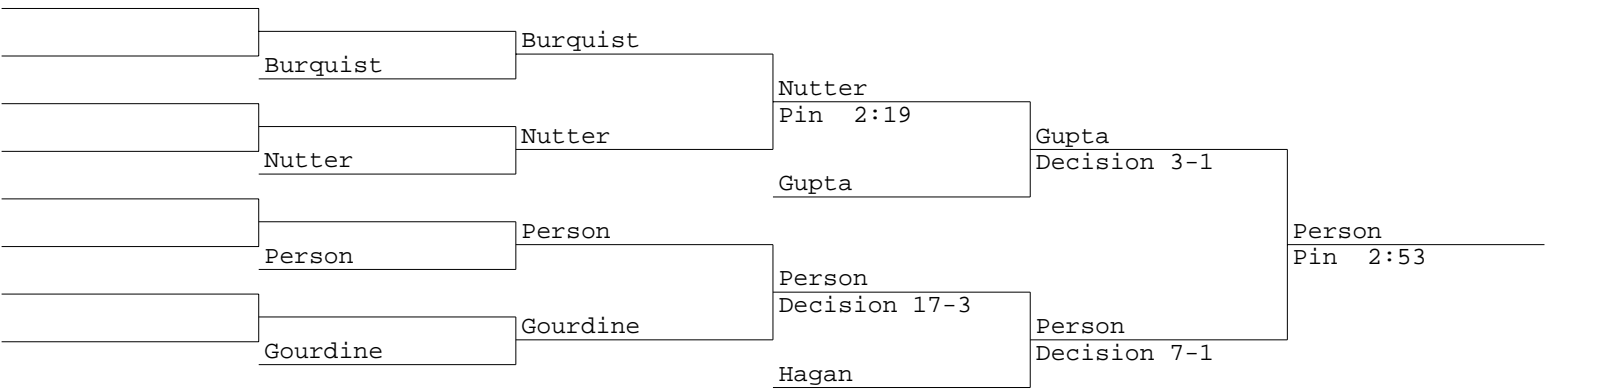 Burquist
Burquist
Nutter
Pin  2:19
Nutter
Gupta
Nutter
Decision 3-1
Gupta
Person
Person
Person
Pin  2:53
Person
Decision 17-3
Gourdine
Person
Gourdine
Decision 7-1
Hagan